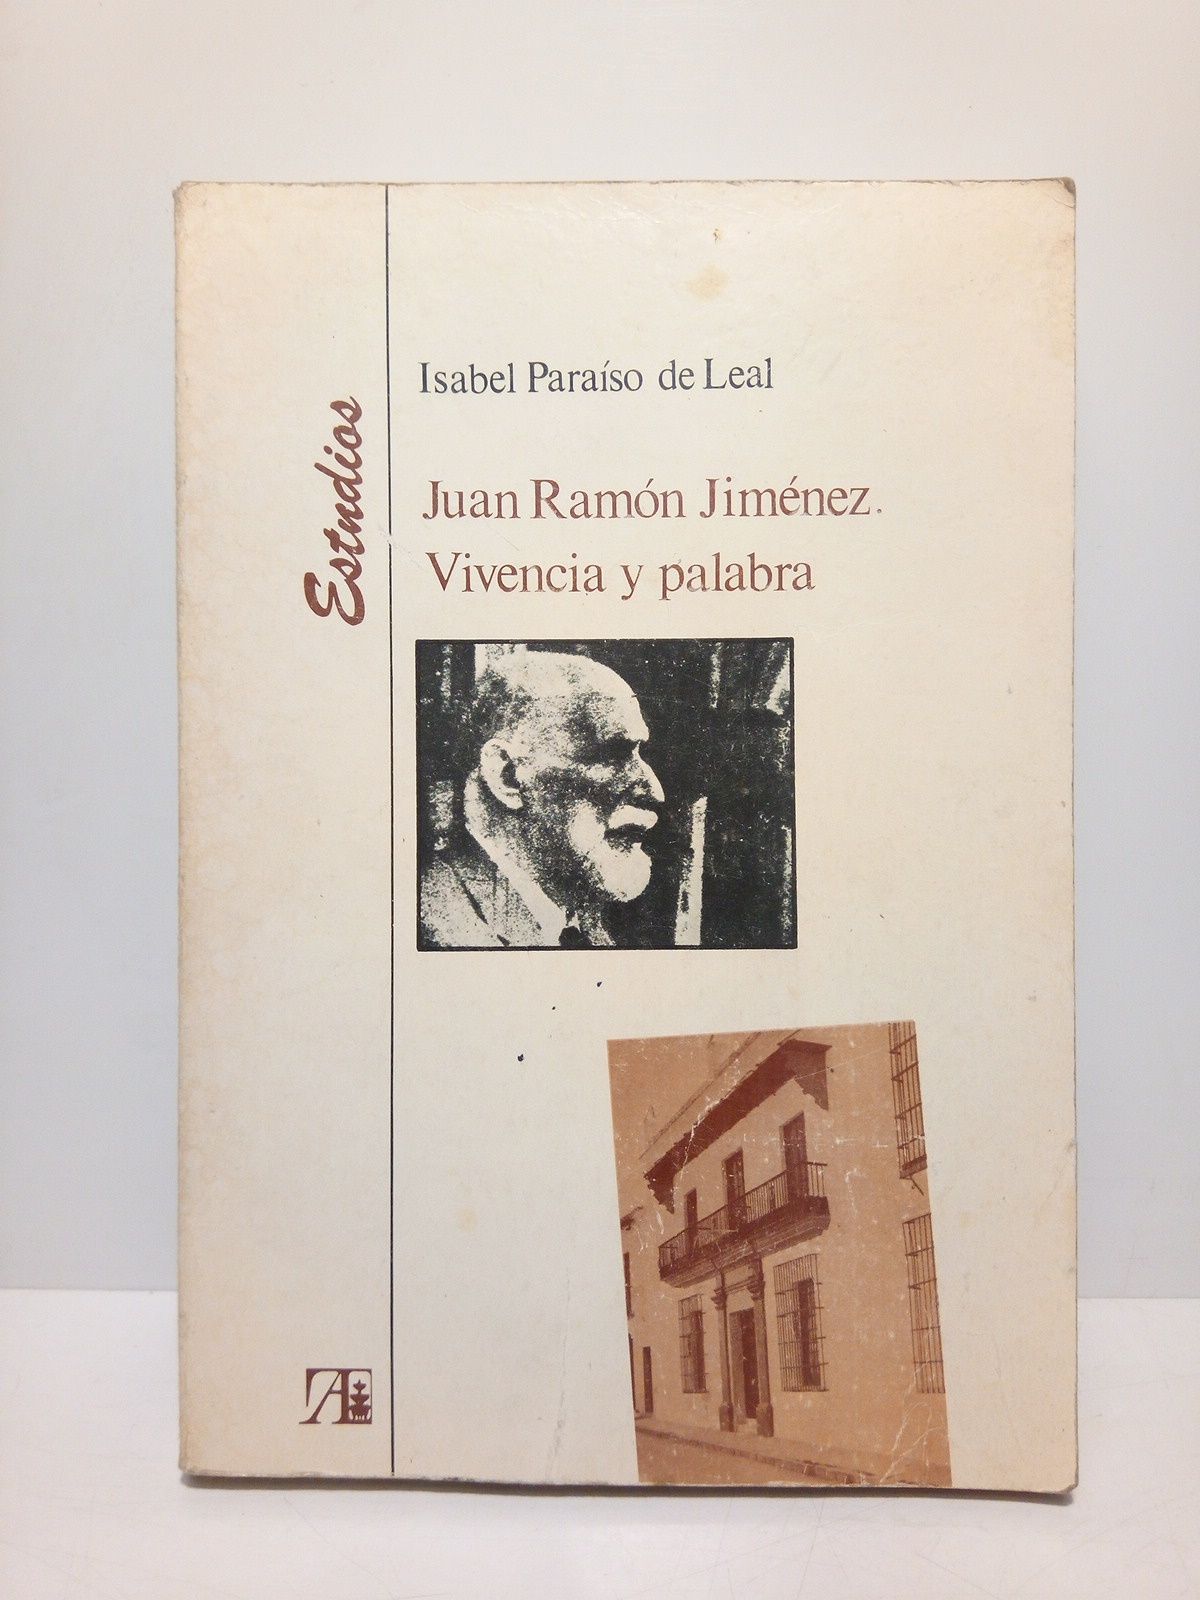 Isabel Paraíso de Leal
Juan Ramón Jiménez.
Vivencia y palabra
Estudios
A